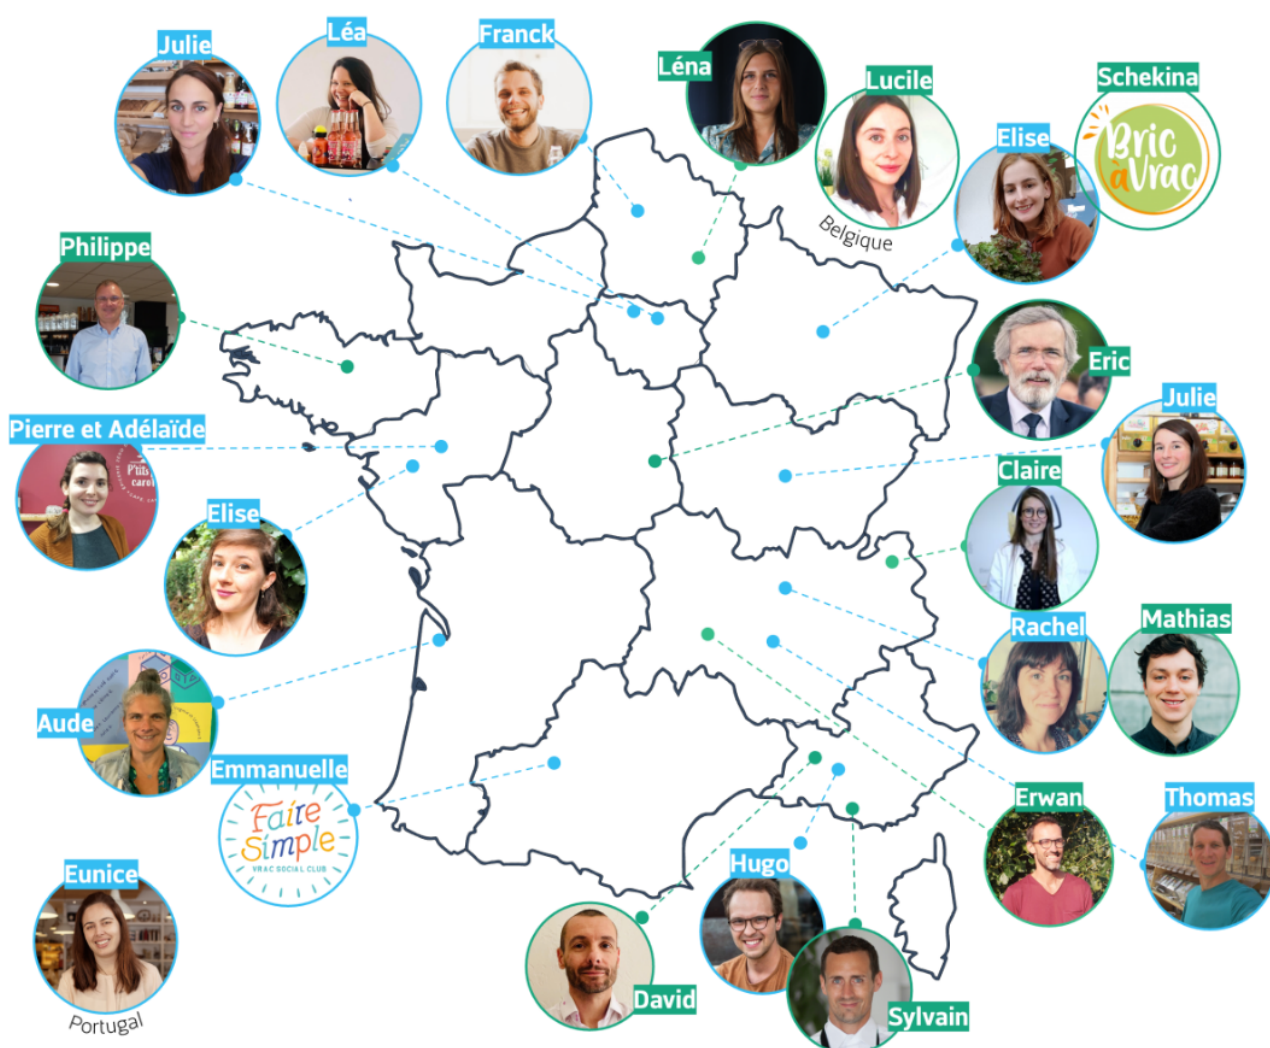 Julie
Léa
Franck
Léna
Lucile
Belgique
Elise
Schekina
Bric
à Vrac
Philippe
Eric
Julie
Pierre et Adélaïde
P'tits
Elise
Claire
Rachel
Mathias
Aude
Emmanuelle
Faire
Simple
VRAC SOCIAL CLUB
Erwan
Thomas
Hugo
Eunice
Portugal
David
Sylvain